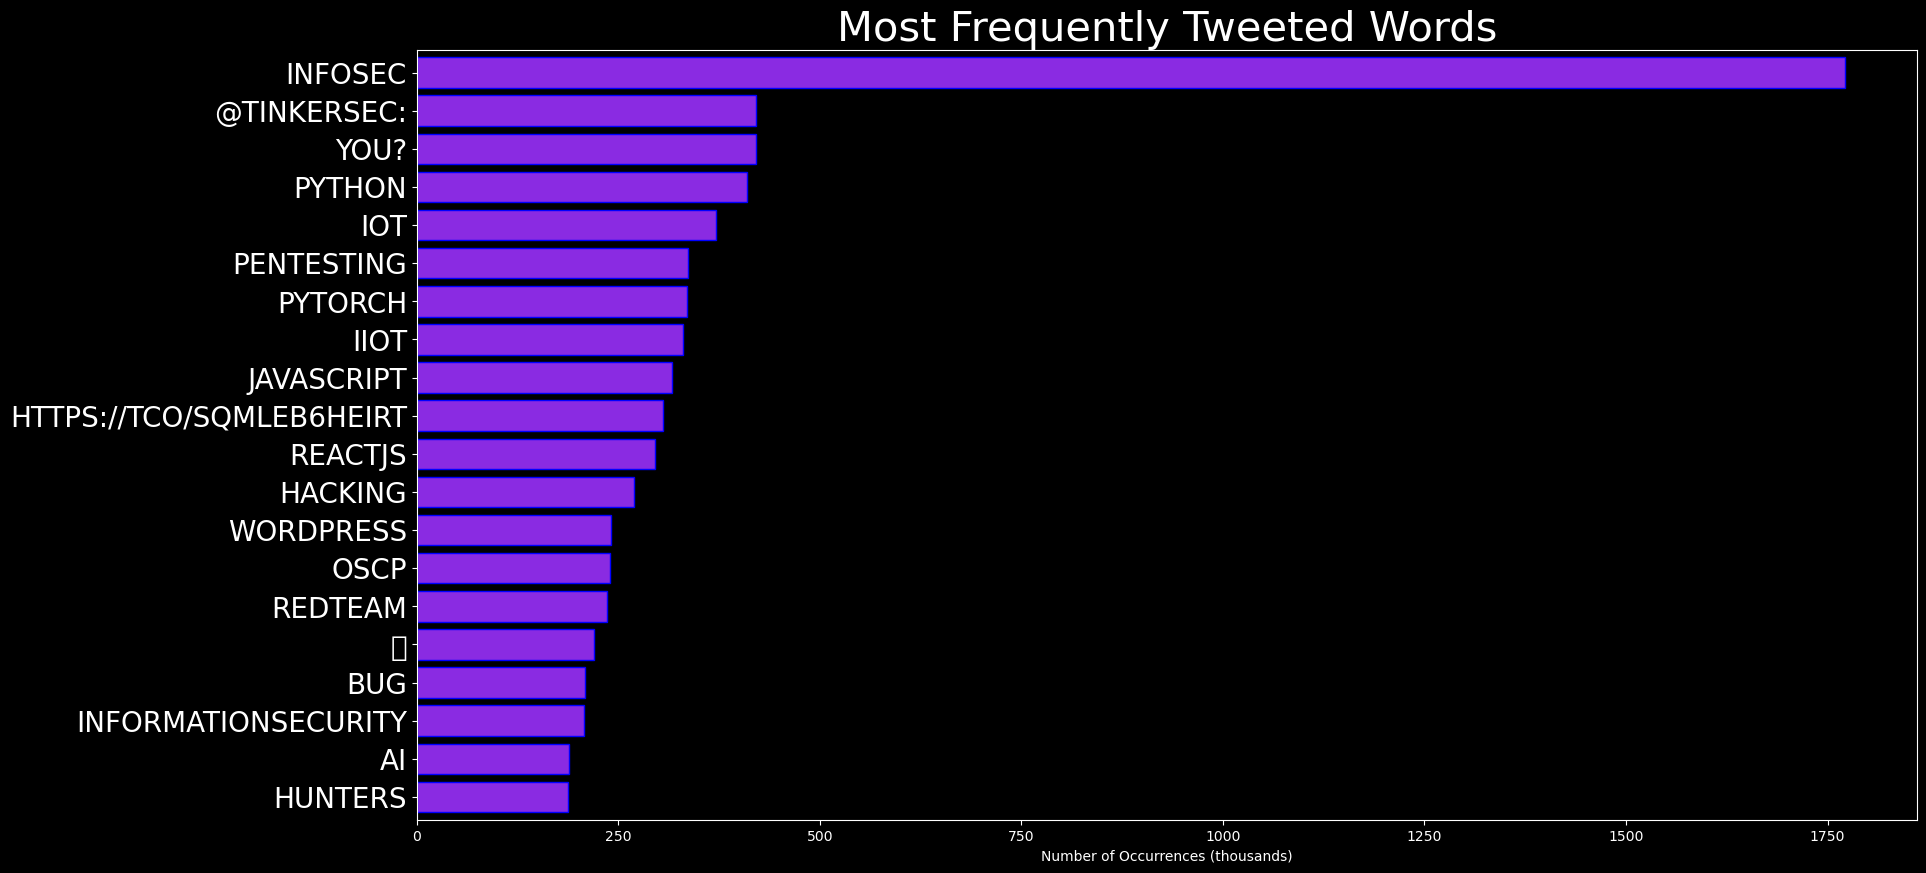 Most Frequently Tweeted Words
INFOSEC
@TINKERSEC:
YOU?
PYTHON
IOT
PENTESTING
PYTORCH
IIOT
JAVASCRIPT
HTTPS://TCO/SQMLEB6HEIRT
REACTJS
HACKING
WORDPRESS
OSCP
REDTEAM
BUG
INFORMATIONSECURITY
AI
HUNTERS
0 250 500 750 1000 1250 1500 1750
Number of Occurrences (thousands)